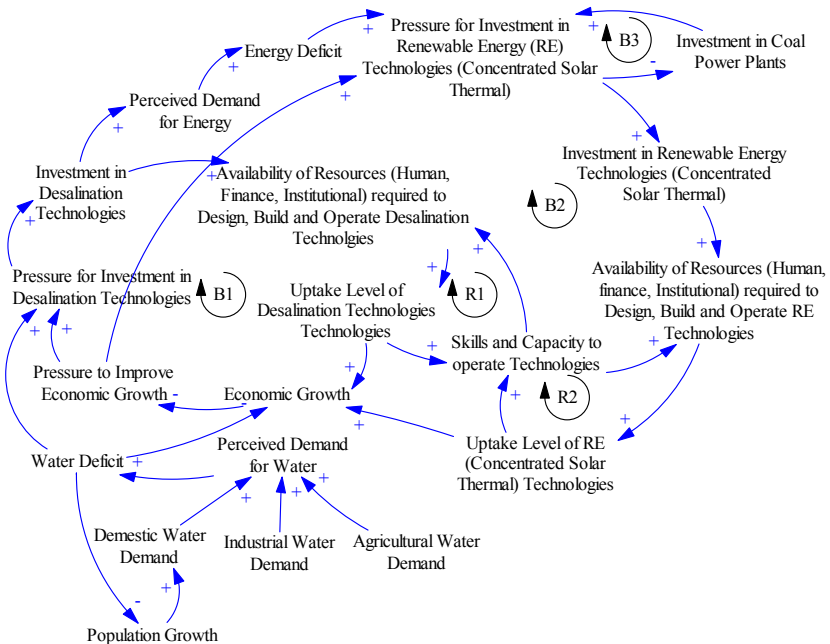 Pressure for Investment in
Renewable Energy (RE)
Technologies (Concentrated Solar
Thermal)
+
+
-
B3
+
Investment in Coal
Power Plants
Energy Deficit
+
Perceived Demand
for Energy
+
Investment in
Desalination
Technologies
+
Availability of Resources (Human,
Finance, Institutional) required to
Design, Build and Operate Desalination
Technolgies
+
+
B2
+
Investment in Renewable Energy
Technologies (Concentrated
Solar Thermal)
+
Availability of Resources (Human,
finance, Institutional) required to
Design, Build and Operate RE
Technologies
+
Pressure for Investment in
Desalination Technologies
+
+
B1
+
R1
Uptake Level of
Desalination Technologies
Technologies
Skills and Capacity to
operate Technologies
+
+
R2
Pressure to Improve
Economic Growth
-
Economic Growth
-
+
+
Uptake Level of RE
(Concentrated Solar
Thermal) Technologies
+
Water Deficit
+
Perceived Demand
for Water
+
+
+
Demestic Water
Demand
+
Industrial Water
Demand
Agricultural Water
Demand
-
Population Growth